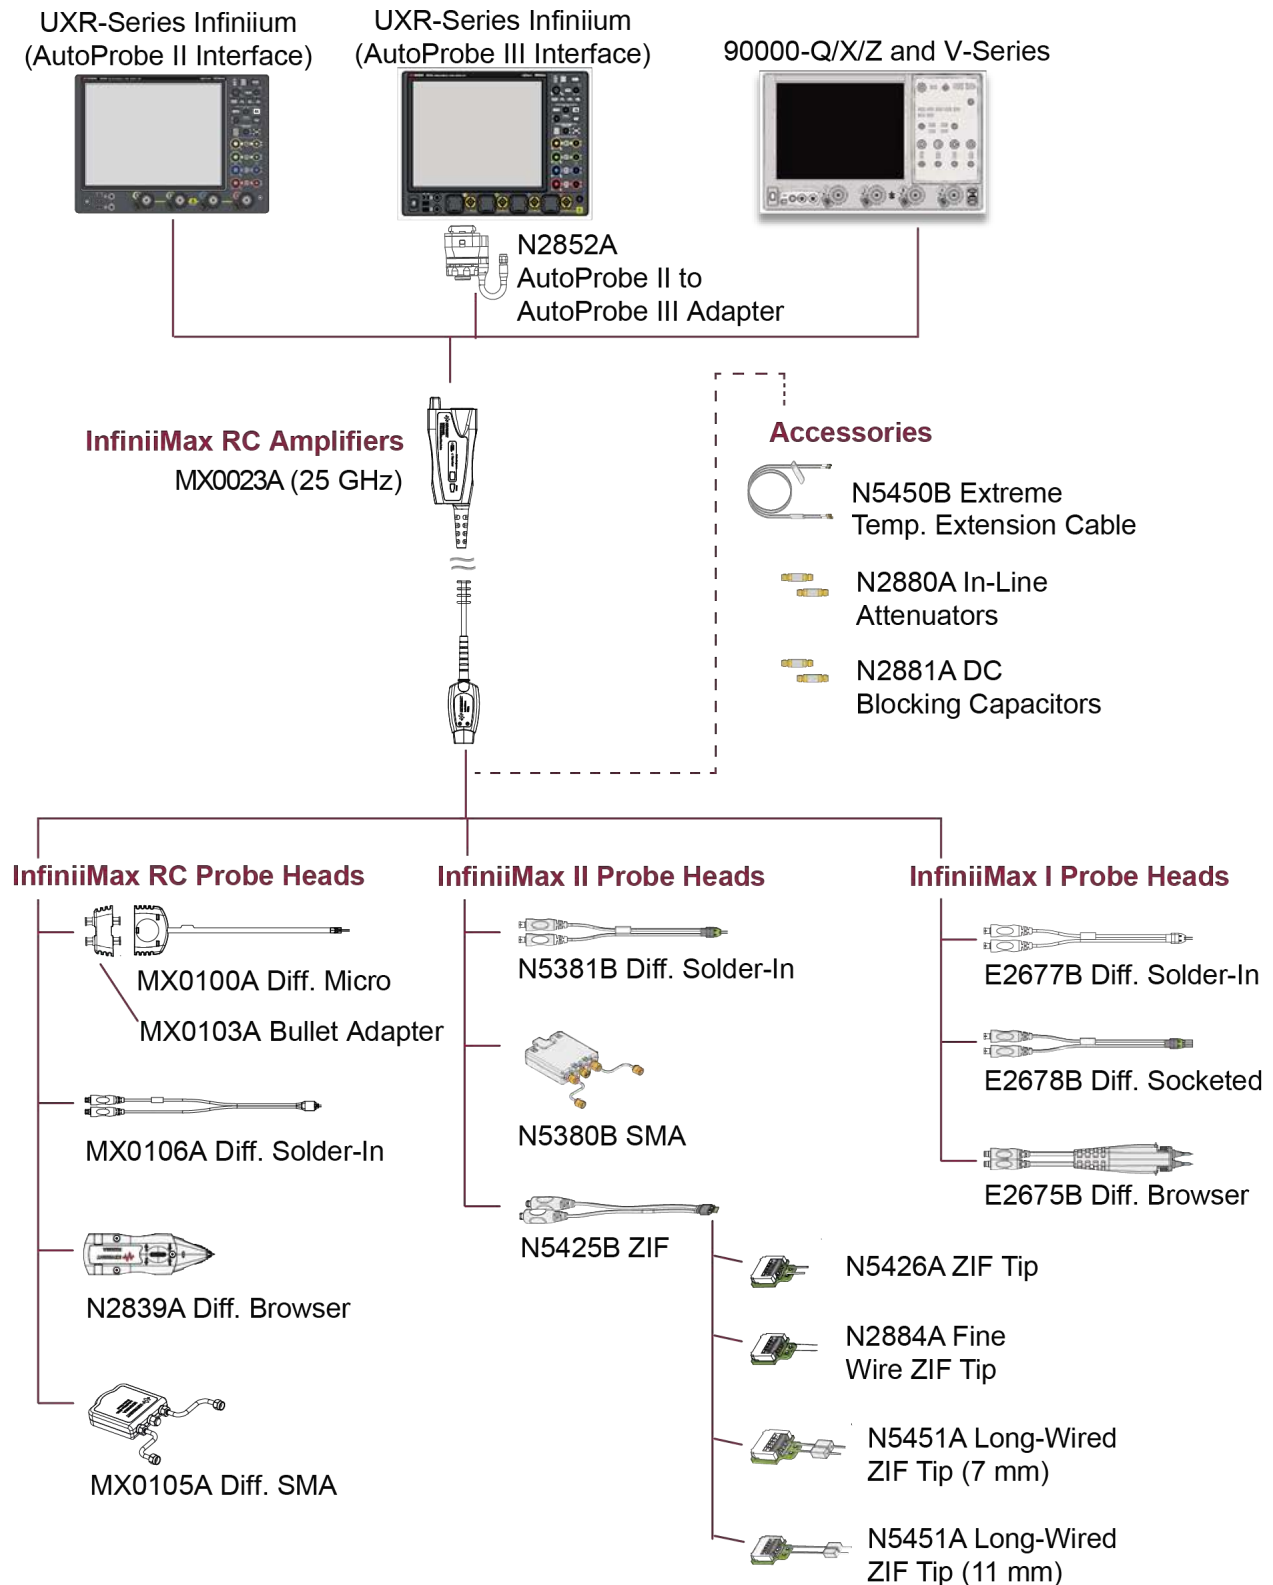 UXR-Series Infiniium
(AutoProbe II Interface)
UXR-Series Infiniium
(AutoProbe III Interface)
90000-Q/X/Z and V-Series
N2852A
AutoProbe II to
AutoProbe III Adapter
InfiniiMax RC Amplifiers
MX0023A (25 GHz)
Accessories
N5450B Extreme
Temp. Extension Cable
N2880A In-Line
Attenuators
N2881A DC
Blocking Capacitors
InfiniiMax RC Probe Heads
MX0100A Diff. Micro
MX0103A Bullet Adapter
MX0106A Diff. Solder-In
N2839A Diff. Browser
MX0105A Diff. SMA
InfiniiMax II Probe Heads
N5381B Diff. Solder-In
N5380B SMA
N5425B ZIF
N5426A ZIF Tip
N2884A Fine
Wire ZIF Tip
N5451A Long-Wired
ZIF Tip (7 mm)
N5451A Long-Wired
ZIF Tip (11 mm)
InfiniiMax I Probe Heads
E2677B Diff. Solder-In
E2678B Diff. Socketed
E2675B Diff. Browser